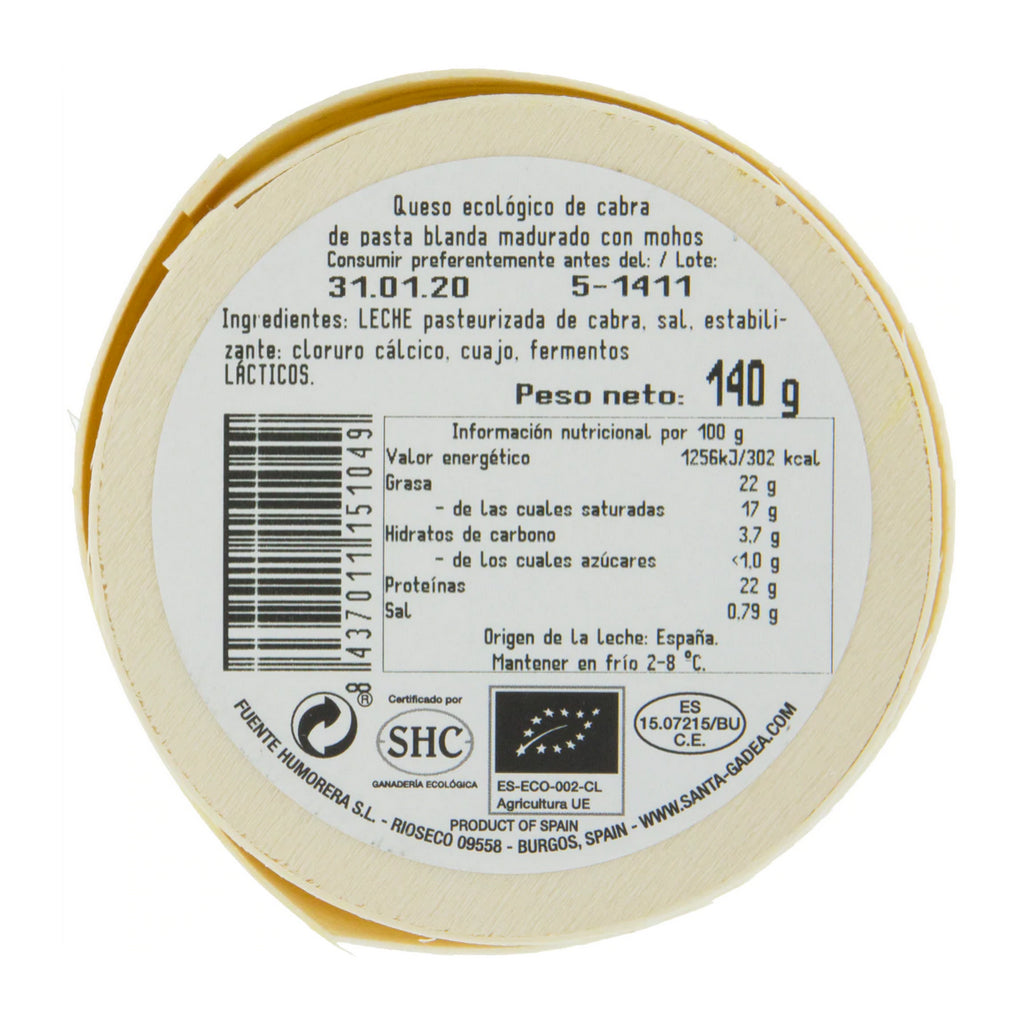 Queso ecológico de cabra
de pasta blanda madurado con mohos
Consumir preferentemente antes del: / Lote:
31.01.20 5-1411
Ingredientes: LECHE pasteurizada de cabra, sal, estabili-
zante: cloruro cálcico, cuajo, fermentos
LÁCTICOS.
Peso neto: 140 g
8437011151049
Información nutricional por 100 g
Valor energético 1256kJ/302 kcal
Grasa 22 g
- de las cuales saturadas 17 g
Hidratos de carbono 3,7 g
- de los cuales azúcares <1,0 g
Proteínas 22 g
Sal 0,79 g
Origen de la leche: España.
Mantener en frío 2-8 °C.
®
Certificado por
SHC
GANADERÍA ECOLÓGICA
ES-ECO-002-CL
Agricultura UE
ES
15.07215/BU
C.E.
PRODUCT OF SPAIN
FUENTE HUMORERA S.L. - RIOSECO 09558 - BURGOS, SPAIN - WWW.SANTA-GADEA.COM